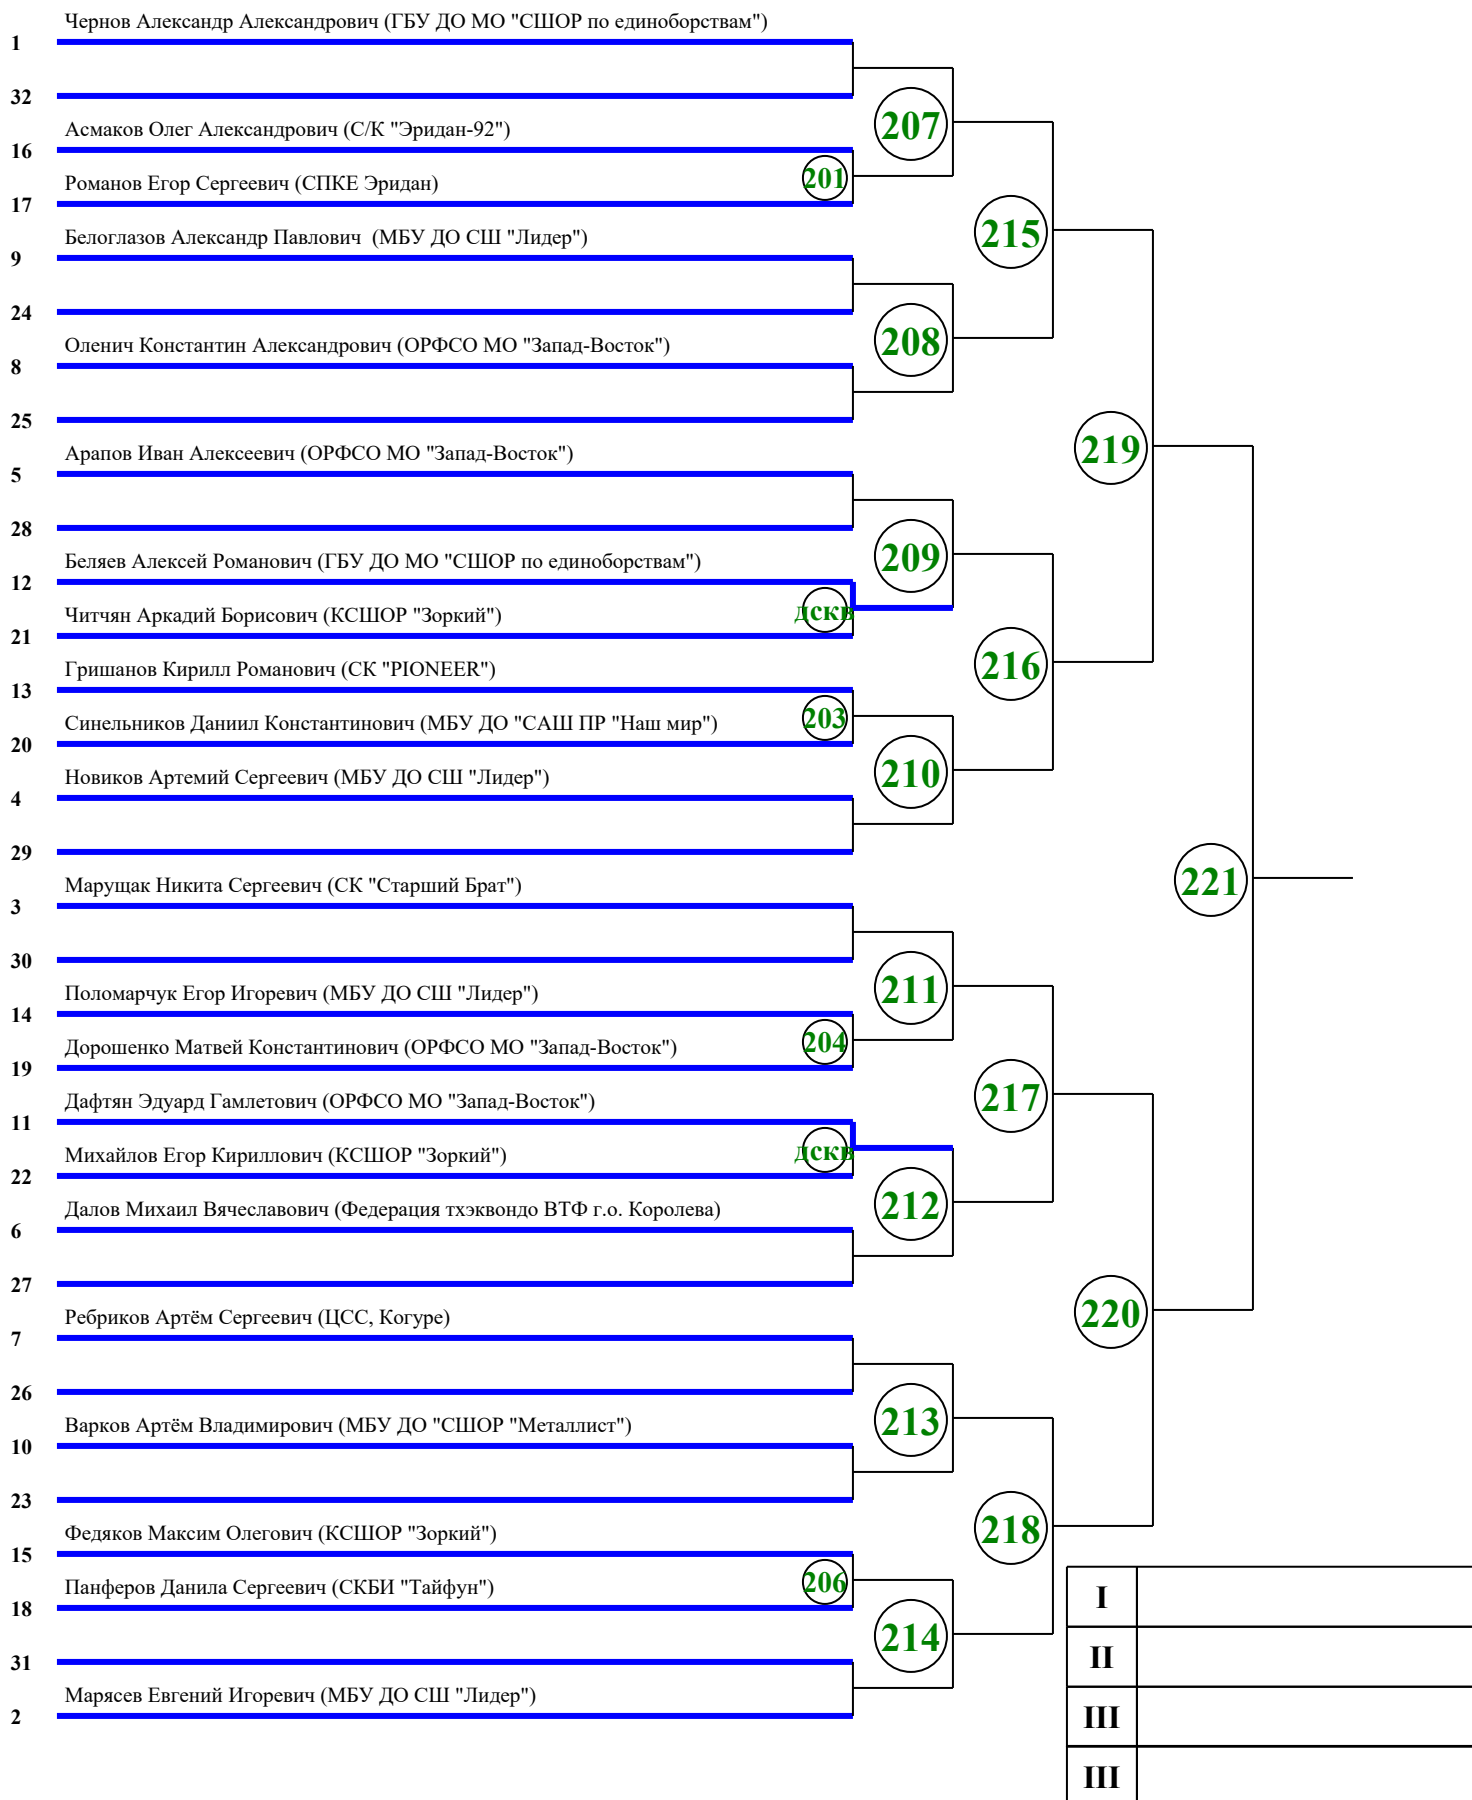 Чернов Александр Александрович (ГБУ ДО МО "СШОР по единоборствам")
1
32
Асмаков Олег Александрович (С/К "Эридан-92")
207
16
Романов Егор Сергеевич (СПКЕ Эридан)
201
17
Белоглазов Александр Павлович  (МБУ ДО СШ "Лидер")
215
9
24
Оленич Константин Александрович (ОРФСО МО "Запад-Восток")
208
8
25
Арапов Иван Алексеевич (ОРФСО МО "Запад-Восток")
219
5
28
Беляев Алексей Романович (ГБУ ДО МО "СШОР по единоборствам")
209
12
Читчян Аркадий Борисович (КСШОР "Зоркий")
дскв
21
Гришанов Кирилл Романович (СК "PIONEER")
216
13
Синельников Даниил Константинович (МБУ ДО "САШ ПР "Наш мир")
203
20
Новиков Артемий Сергеевич (МБУ ДО СШ "Лидер")
210
4
29
Марущак Никита Сергеевич (СК "Старший Брат")
221
3
30
Поломарчук Егор Игоревич (МБУ ДО СШ "Лидер")
211
14
Дорошенко Матвей Константинович (ОРФСО МО "Запад-Восток")
204
19
Дафтян Эдуард Гамлетович (ОРФСО МО "Запад-Восток")
217
11
Михайлов Егор Кириллович (КСШОР "Зоркий")
дскв
22
Далов Михаил Вячеславович (Федерация тхэквондо ВТФ г.о. Королева)
212
6
27
Ребриков Артём Сергеевич (ЦСС, Когуре)
220
7
26
Варков Артём Владимирович (МБУ ДО "СШОР "Металлист")
213
10
23
Федяков Максим Олегович (КСШОР "Зоркий")
218
15
Панферов Данила Сергеевич (СКБИ "Тайфун")
206
18
I
214
31
II
Марясев Евгений Игоревич (МБУ ДО СШ "Лидер")
2
III
III